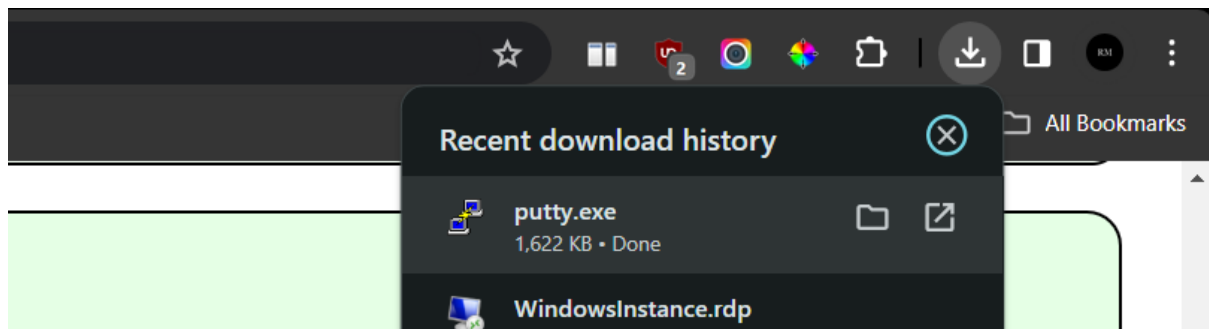 2
RM
All Bookmarks
Recent download history
putty.exe
1,622 KB • Done
WindowsInstance.rdp